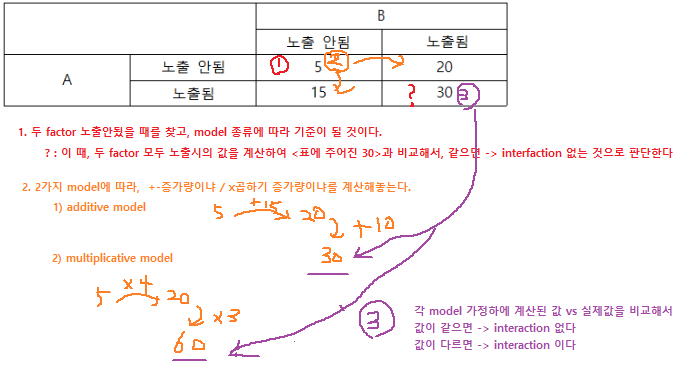 B
노출 안됨 노출됨
A 노출 안됨 ① 5 ② 20
노출됨 15 ? 30 ③
1. 두 factor 노출안됬을 때를 찾고, model 종류에 따라 기준이 될 것이다.
? : 이 때, 두 factor 모두 노출시의 값을 계산하여 <표에 주어진 30>과 비교해서, 같으면 -> interfaction 없는 것으로 판단한다
2. 2가지 model에 따라, +-증가량이냐 / x곱하기 증가량이냐를 계산해놓는다.
1) additive model
5 +15 20 +10
30
2) multiplicative model
5 x4 20 x3
60
③
각 model 가정하에 계산된 값 vs 실제값을 비교해서
값이 같으면 -> interaction 없다
값이 다르면 -> interaction 이다